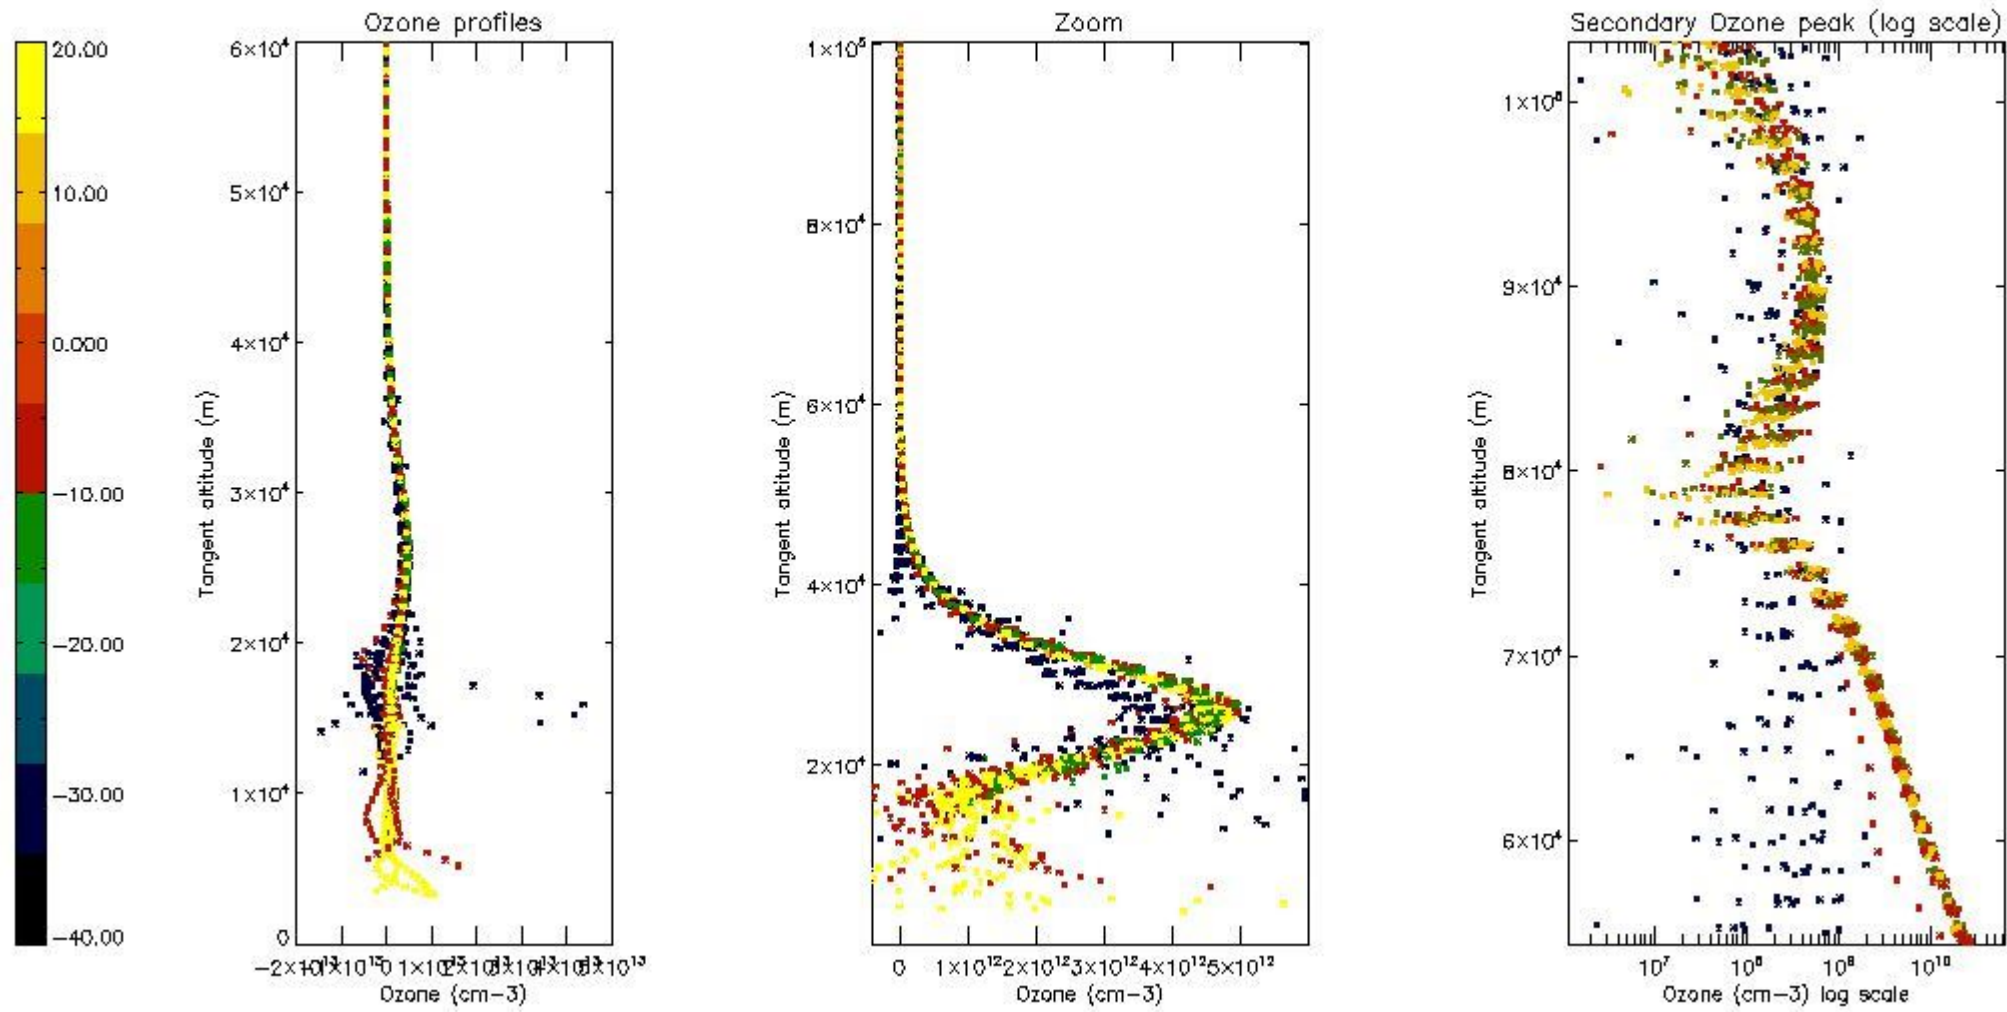 Ozone profiles
Zoom
Secondary Ozone peak (log scale)
20.00
10.00
0.000
−10.00
−20.00
−30.00
−40.00
6×10⁴
5×10⁴
4×10⁴
3×10⁴
2×10⁴
1×10⁴
0
Tangent altitude (m)
Ozone (cm−3)
1×10⁵
8×10⁴
6×10⁴
4×10⁴
2×10⁴
Tangent altitude (m)
0 1×10¹² 2×10¹² 3×10¹² 4×10¹² 5×10¹²
Ozone (cm−3)
9×10⁴
8×10⁴
7×10⁴
6×10⁴
Tangent altitude (m)
10⁷ 10⁸ 10⁹ 10¹⁰
Ozone (cm−3) log scale